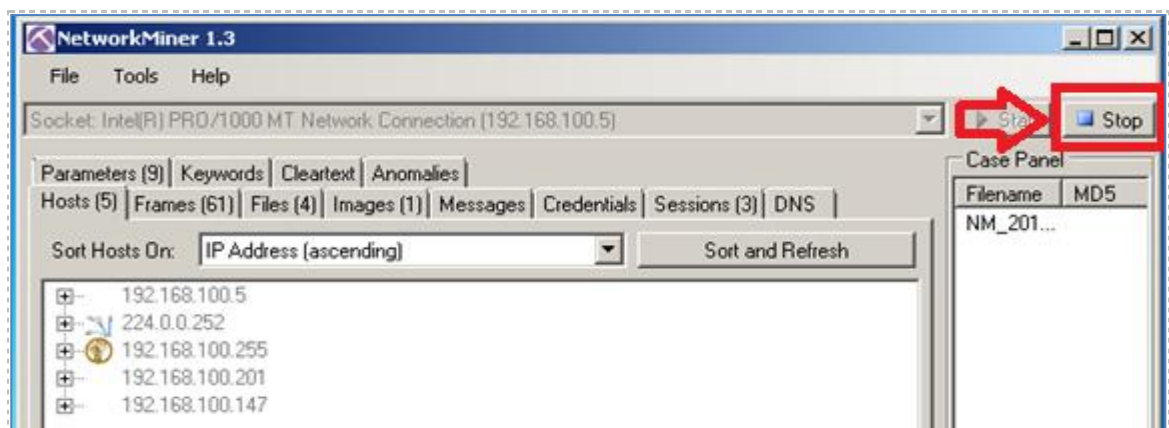 NetworkMiner 1.3
File Tools Help
Socket: Intel(R) PRO/1000 MT Network Connection (192.168.100.5) Stop
Parameters (9) Keywords Cleartext Anomalies
Hosts (5) Frames (61) Files (4) Images (1) Messages Credentials Sessions (3) DNS
Sort Hosts On: IP Address (ascending) Sort and Refresh
192.168.100.5
224.0.0.252
192.168.100.255
192.168.100.201
192.168.100.147
Case Panel
Filename MD5
NM_201...